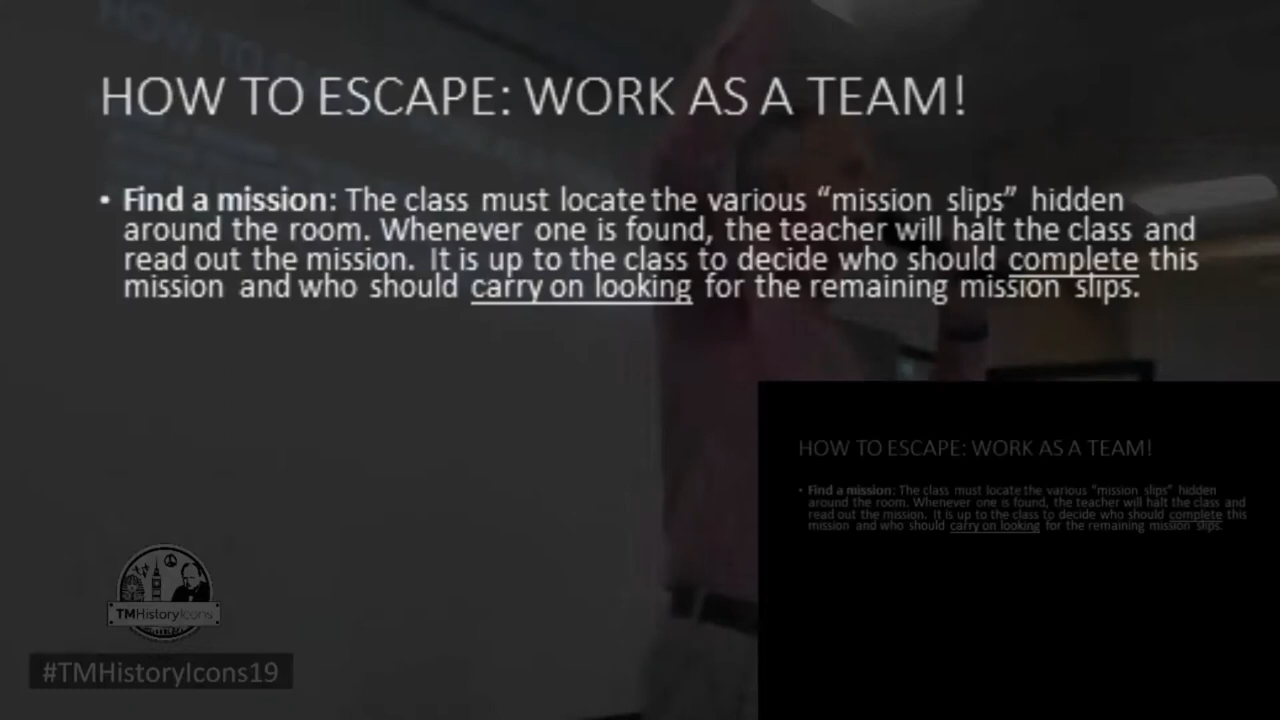 HOW TO ESCAPE: WORK AS A TEAM!
• Find a mission: The class must locate the various “mission slips” hidden
around the room. Whenever one is found, the teacher will halt the class and
read out the mission. It is up to the class to decide who should complete this
mission and who should carry on looking for the remaining mission slips.
HOW TO ESCAPE: WORK AS A TEAM!
• Find a mission: The class must locate the various “mission slips” hidden
around the room. Whenever one is found, the teacher will halt the class and
read out the mission. It is up to the class to decide who should complete this
mission and who should carry on looking for the remaining mission slips.
TMHistoryIcons
#TMHistoryIcons19